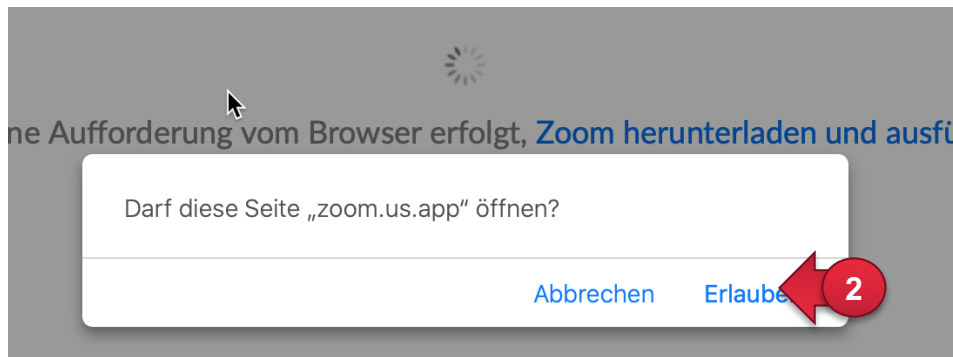 ne Aufforderung vom Browser erfolgt, Zoom herunterladen und ausfü
Darf diese Seite „zoom.us.app“ öffnen?
Abbrechen Erlaube
2